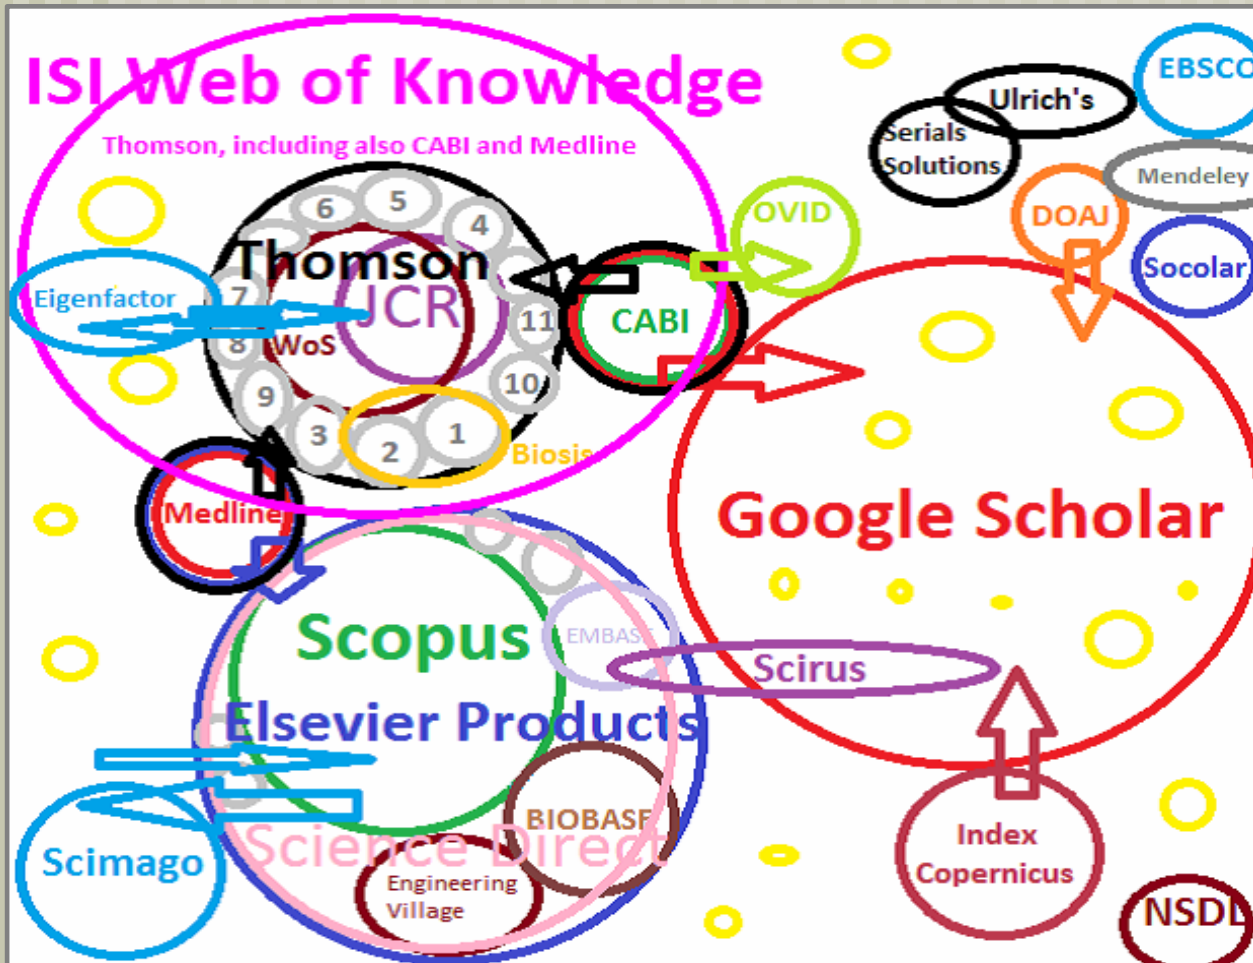 ISI Web of Knowledge
Thomson, including also CABI and Medline
EBSCO
Ulrich's
Serials
Solutions
Mendeley
OVID
DOAJ
Socolar
6
5
4
Thomson
Eigenfactor
7
JCR
CABI
11
8
WoS
10
9
3
2
1
Biosis
Medline
Google Scholar
Scopus
EMBASE
Scirus
Elsevier Products
BIOBASE
Science Direct
Scimago
Engineering
Village
Index
Copernicus
NSDL